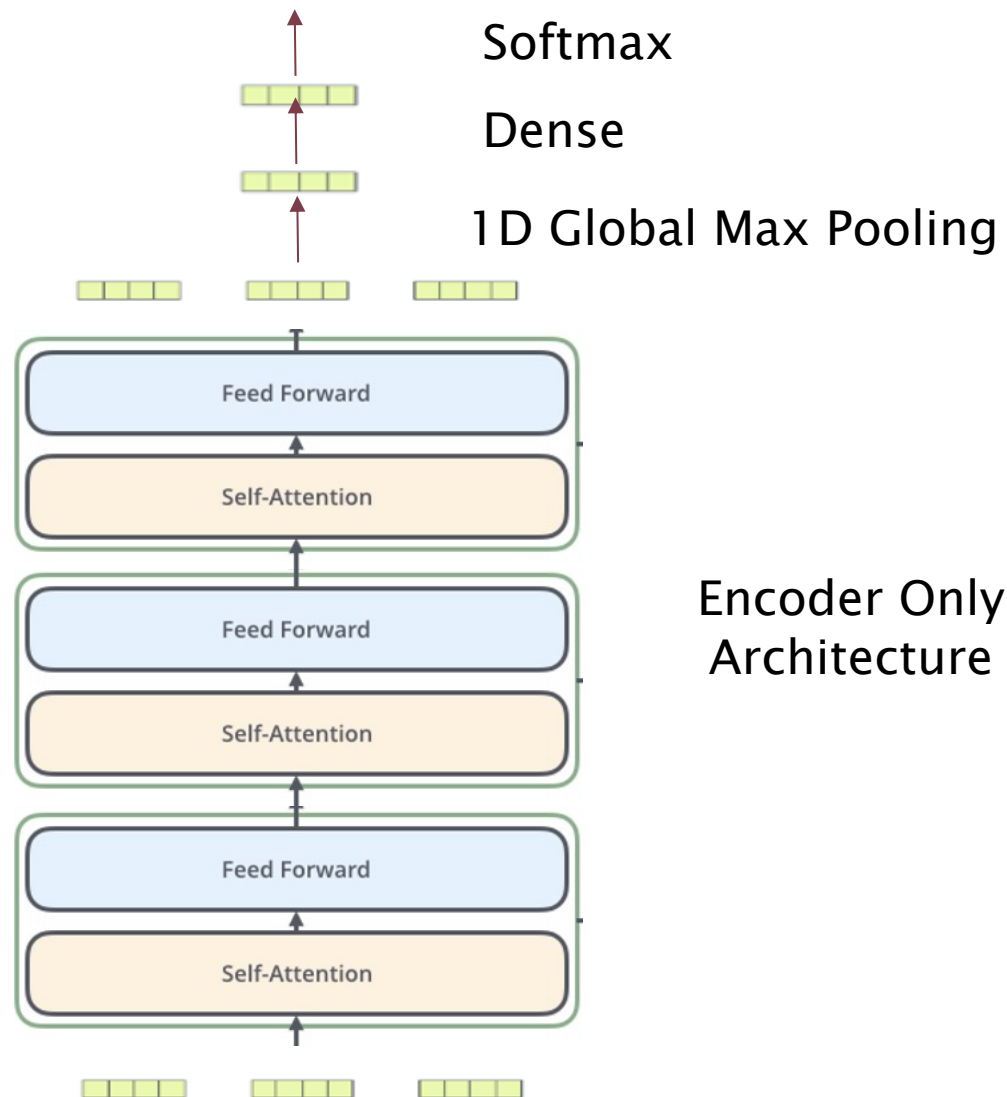 Softmax
Dense
1D Global Max Pooling
Feed Forward
Self-Attention
Feed Forward
Self-Attention
Encoder Only
Architecture
Feed Forward
Self-Attention